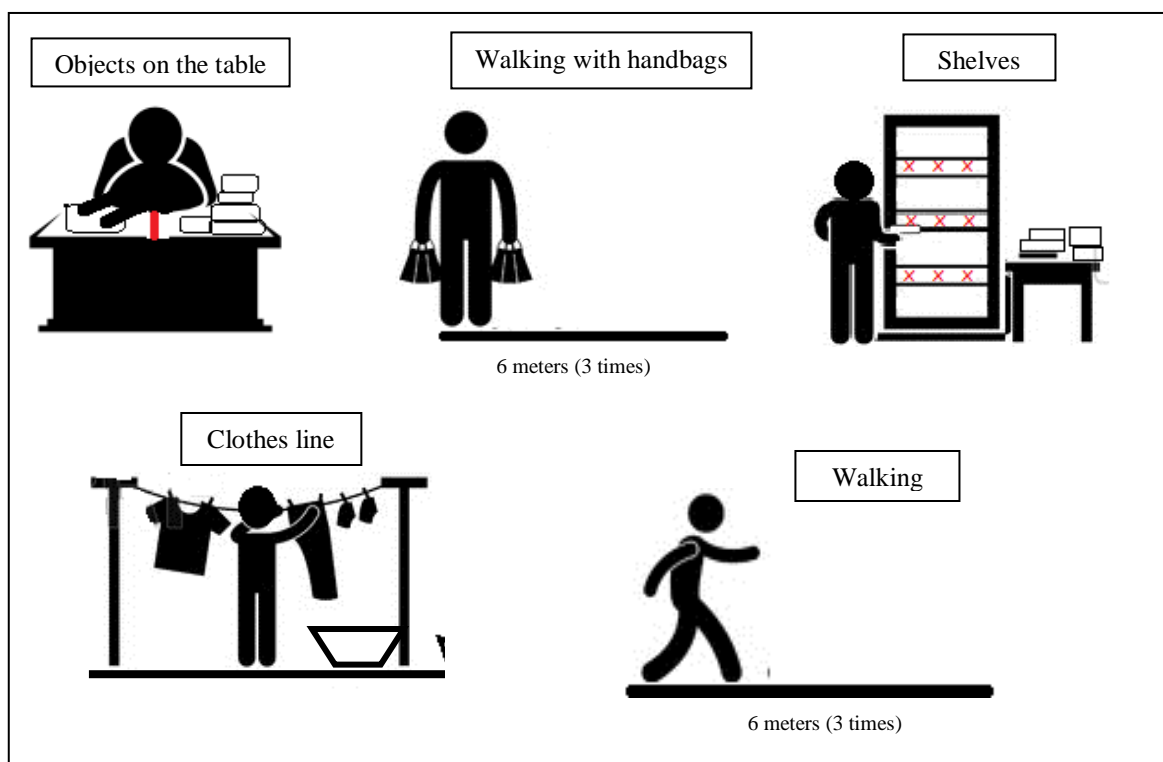 Objects on the table
Walking with handbags
Shelves
6 meters (3 times)
Clothes line
Walking
6 meters (3 times)